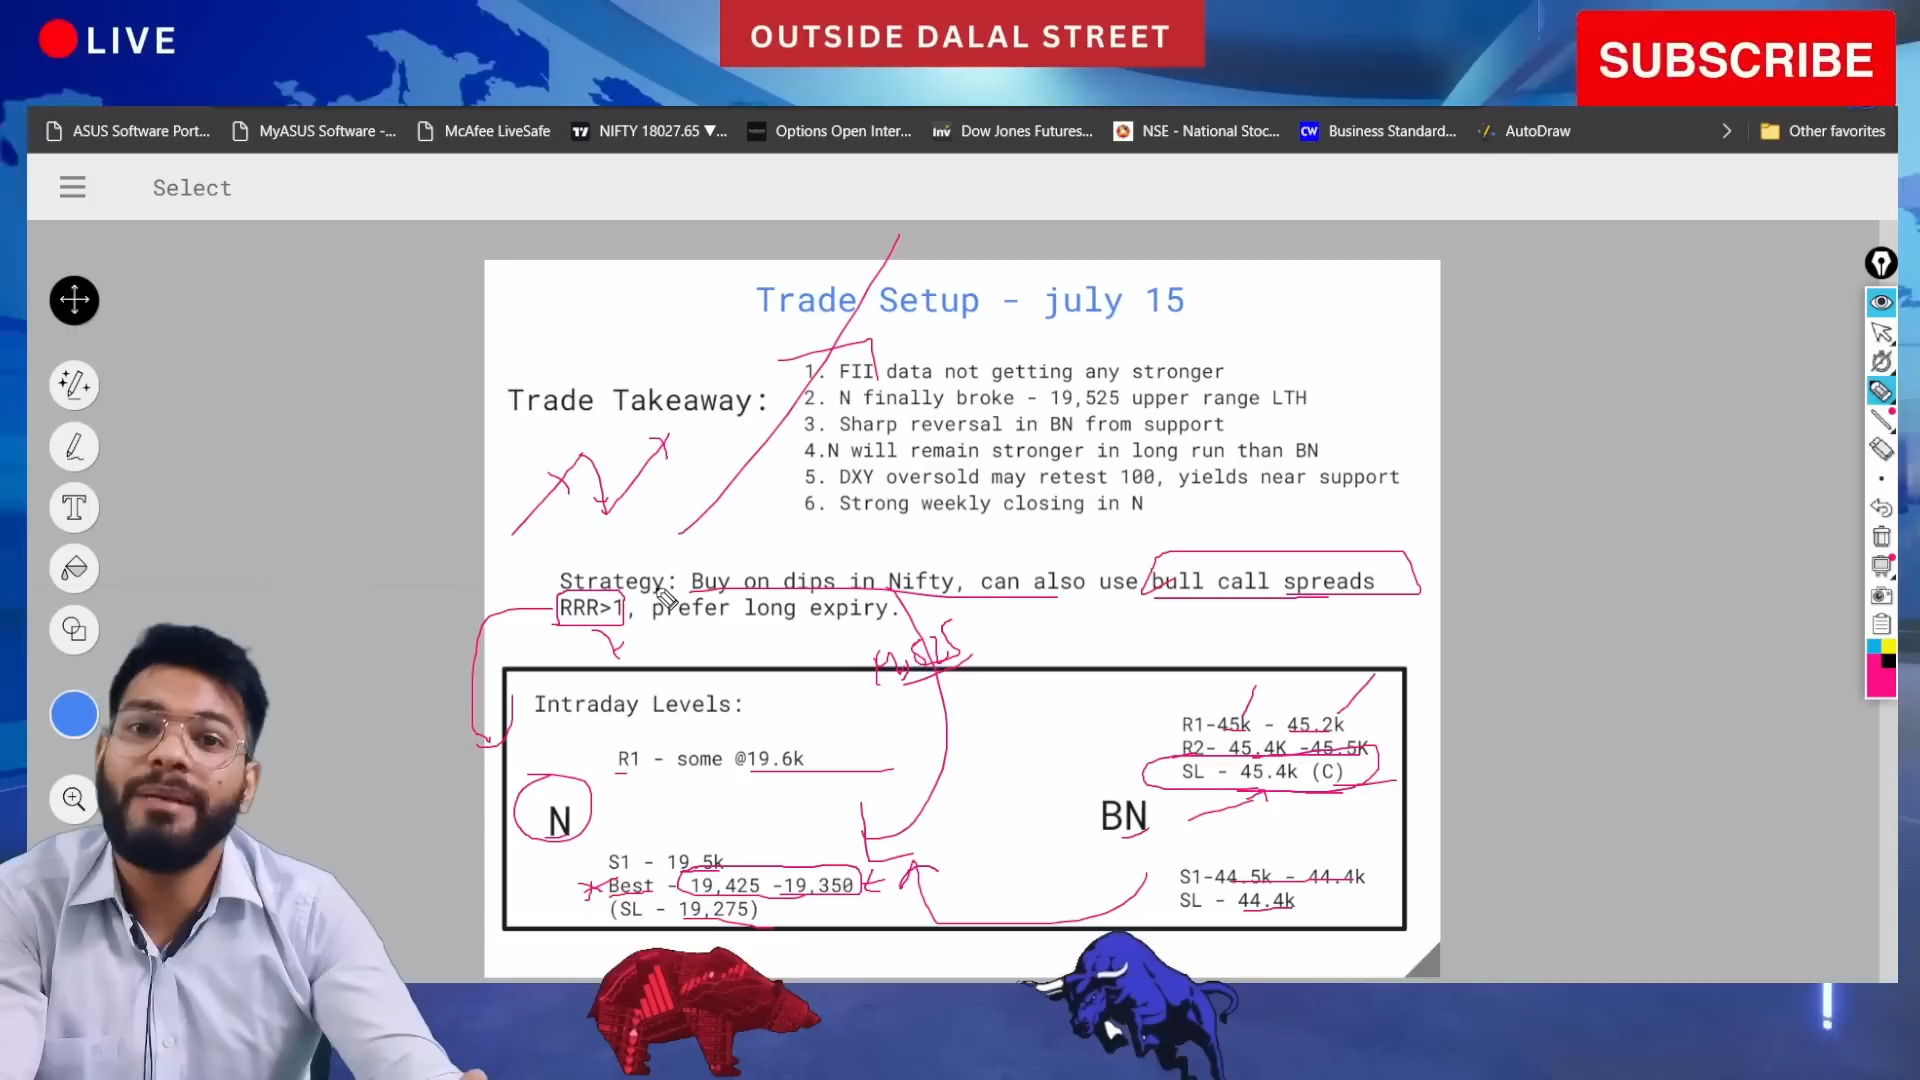 LIVE
OUTSIDE DALAL STREET
SUBSCRIBE
ASUS Software Port...
MyASUS Software -...
McAfee LiveSafe
NIFTY 18027.65 ▼...
Options Open Inter...
inv
Dow Jones Futures...
NSE - National Stoc...
CW
Business Standard...
AutoDraw
Other favorites
Select
Trade Setup - july 15
Trade Takeaway:
1. FII data not getting any stronger
2. N finally broke - 19,525 upper range LTH
3. Sharp reversal in BN from support
4.N will remain stronger in long run than BN
5. DXY oversold may retest 100, yields near support
6. Strong weekly closing in N
Strategy: Buy on dips in Nifty, can also use bull call spreads
RRR>1, prefer long expiry.
Intraday Levels:
R1 - some @19.6k
N
S1 - 19.5k
Best - 19,425 -19,350
(SL - 19,275)
R1-45k - 45.2k
R2- 45.4K -45.5K
SL - 45.4k (C)
BN
S1-44.5k - 44.4k
SL - 44.4k